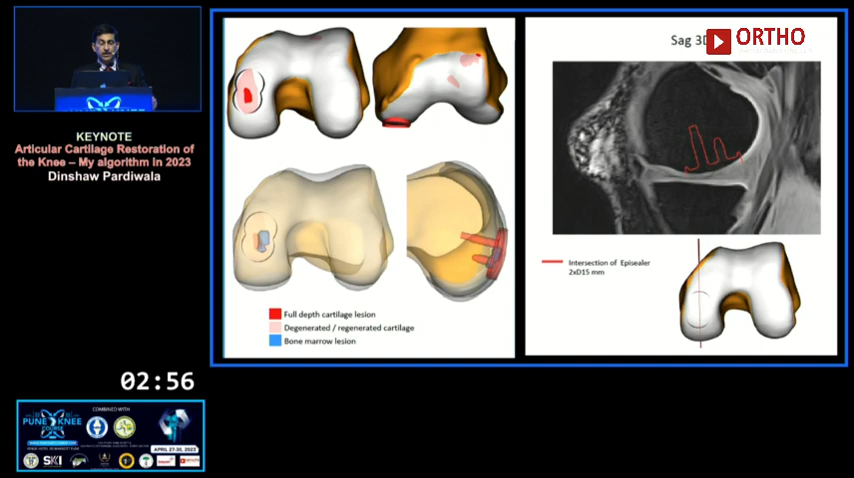 KEYNOTE
Articular Cartilage Restoration of
the Knee – My algorithm in 2023
Dinshaw Pardiwala
02:56
COMBINED WITH
PUNE KNEE
COURSE
APRIL 27-30, 2023
SKI
Full depth cartilage lesion
Degenerated / regenerated cartilage
Bone marrow lesion
Sag 3D
ORTHO
Intersection of Episealer
2xD15 mm